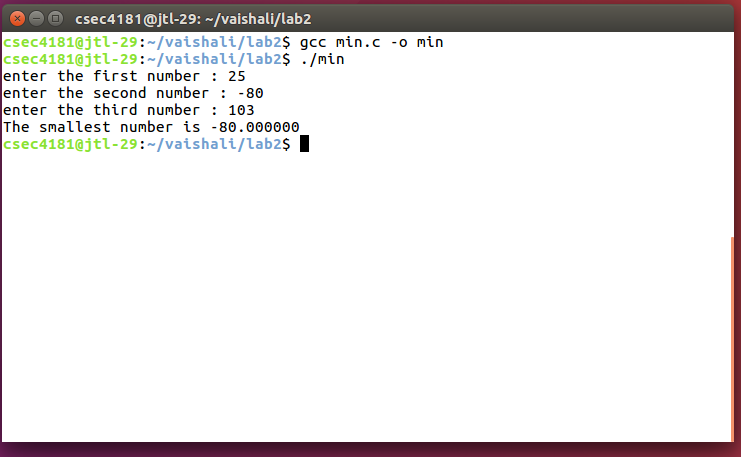 csec4181@jtl-29: ~/vaishali/lab2
csec4181@jtl-29:~/vaishali/lab2$ gcc min.c -o min
csec4181@jtl-29:~/vaishali/lab2$ ./min
enter the first number : 25
enter the second number : -80
enter the third number : 103
The smallest number is -80.000000
csec4181@jtl-29:~/vaishali/lab2$